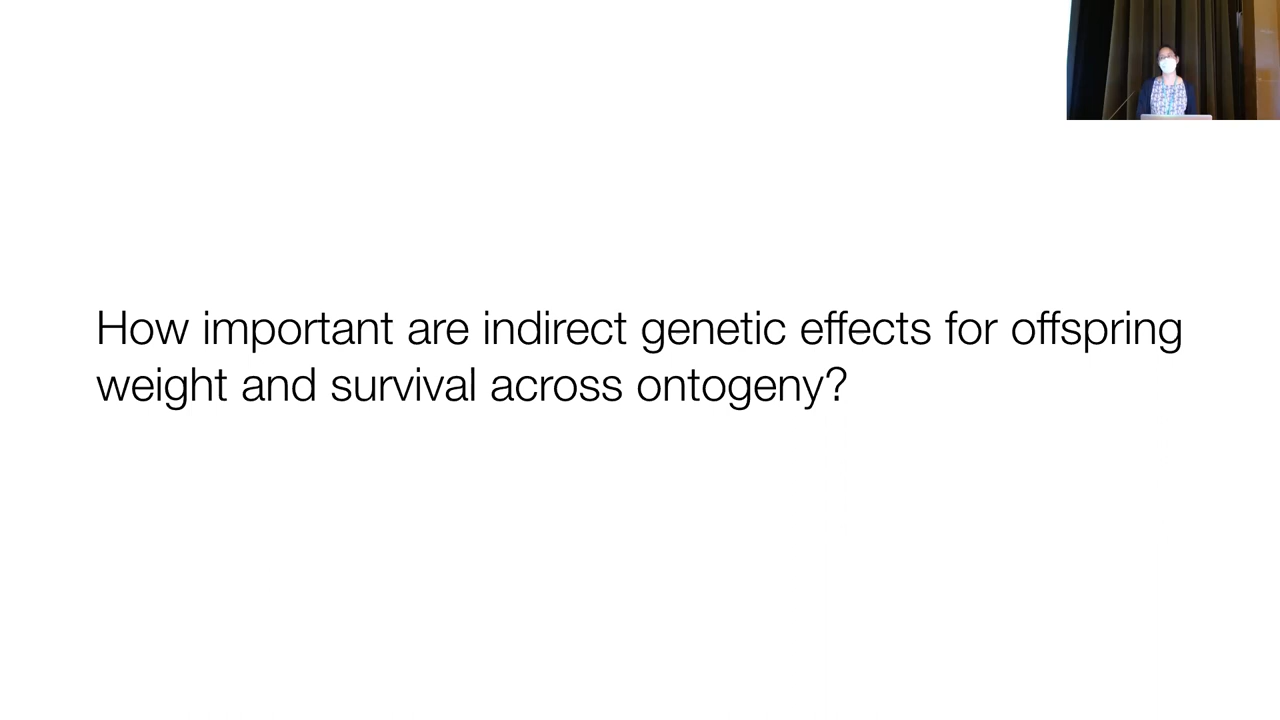 How important are indirect genetic effects for offspring
weight and survival across ontogeny?